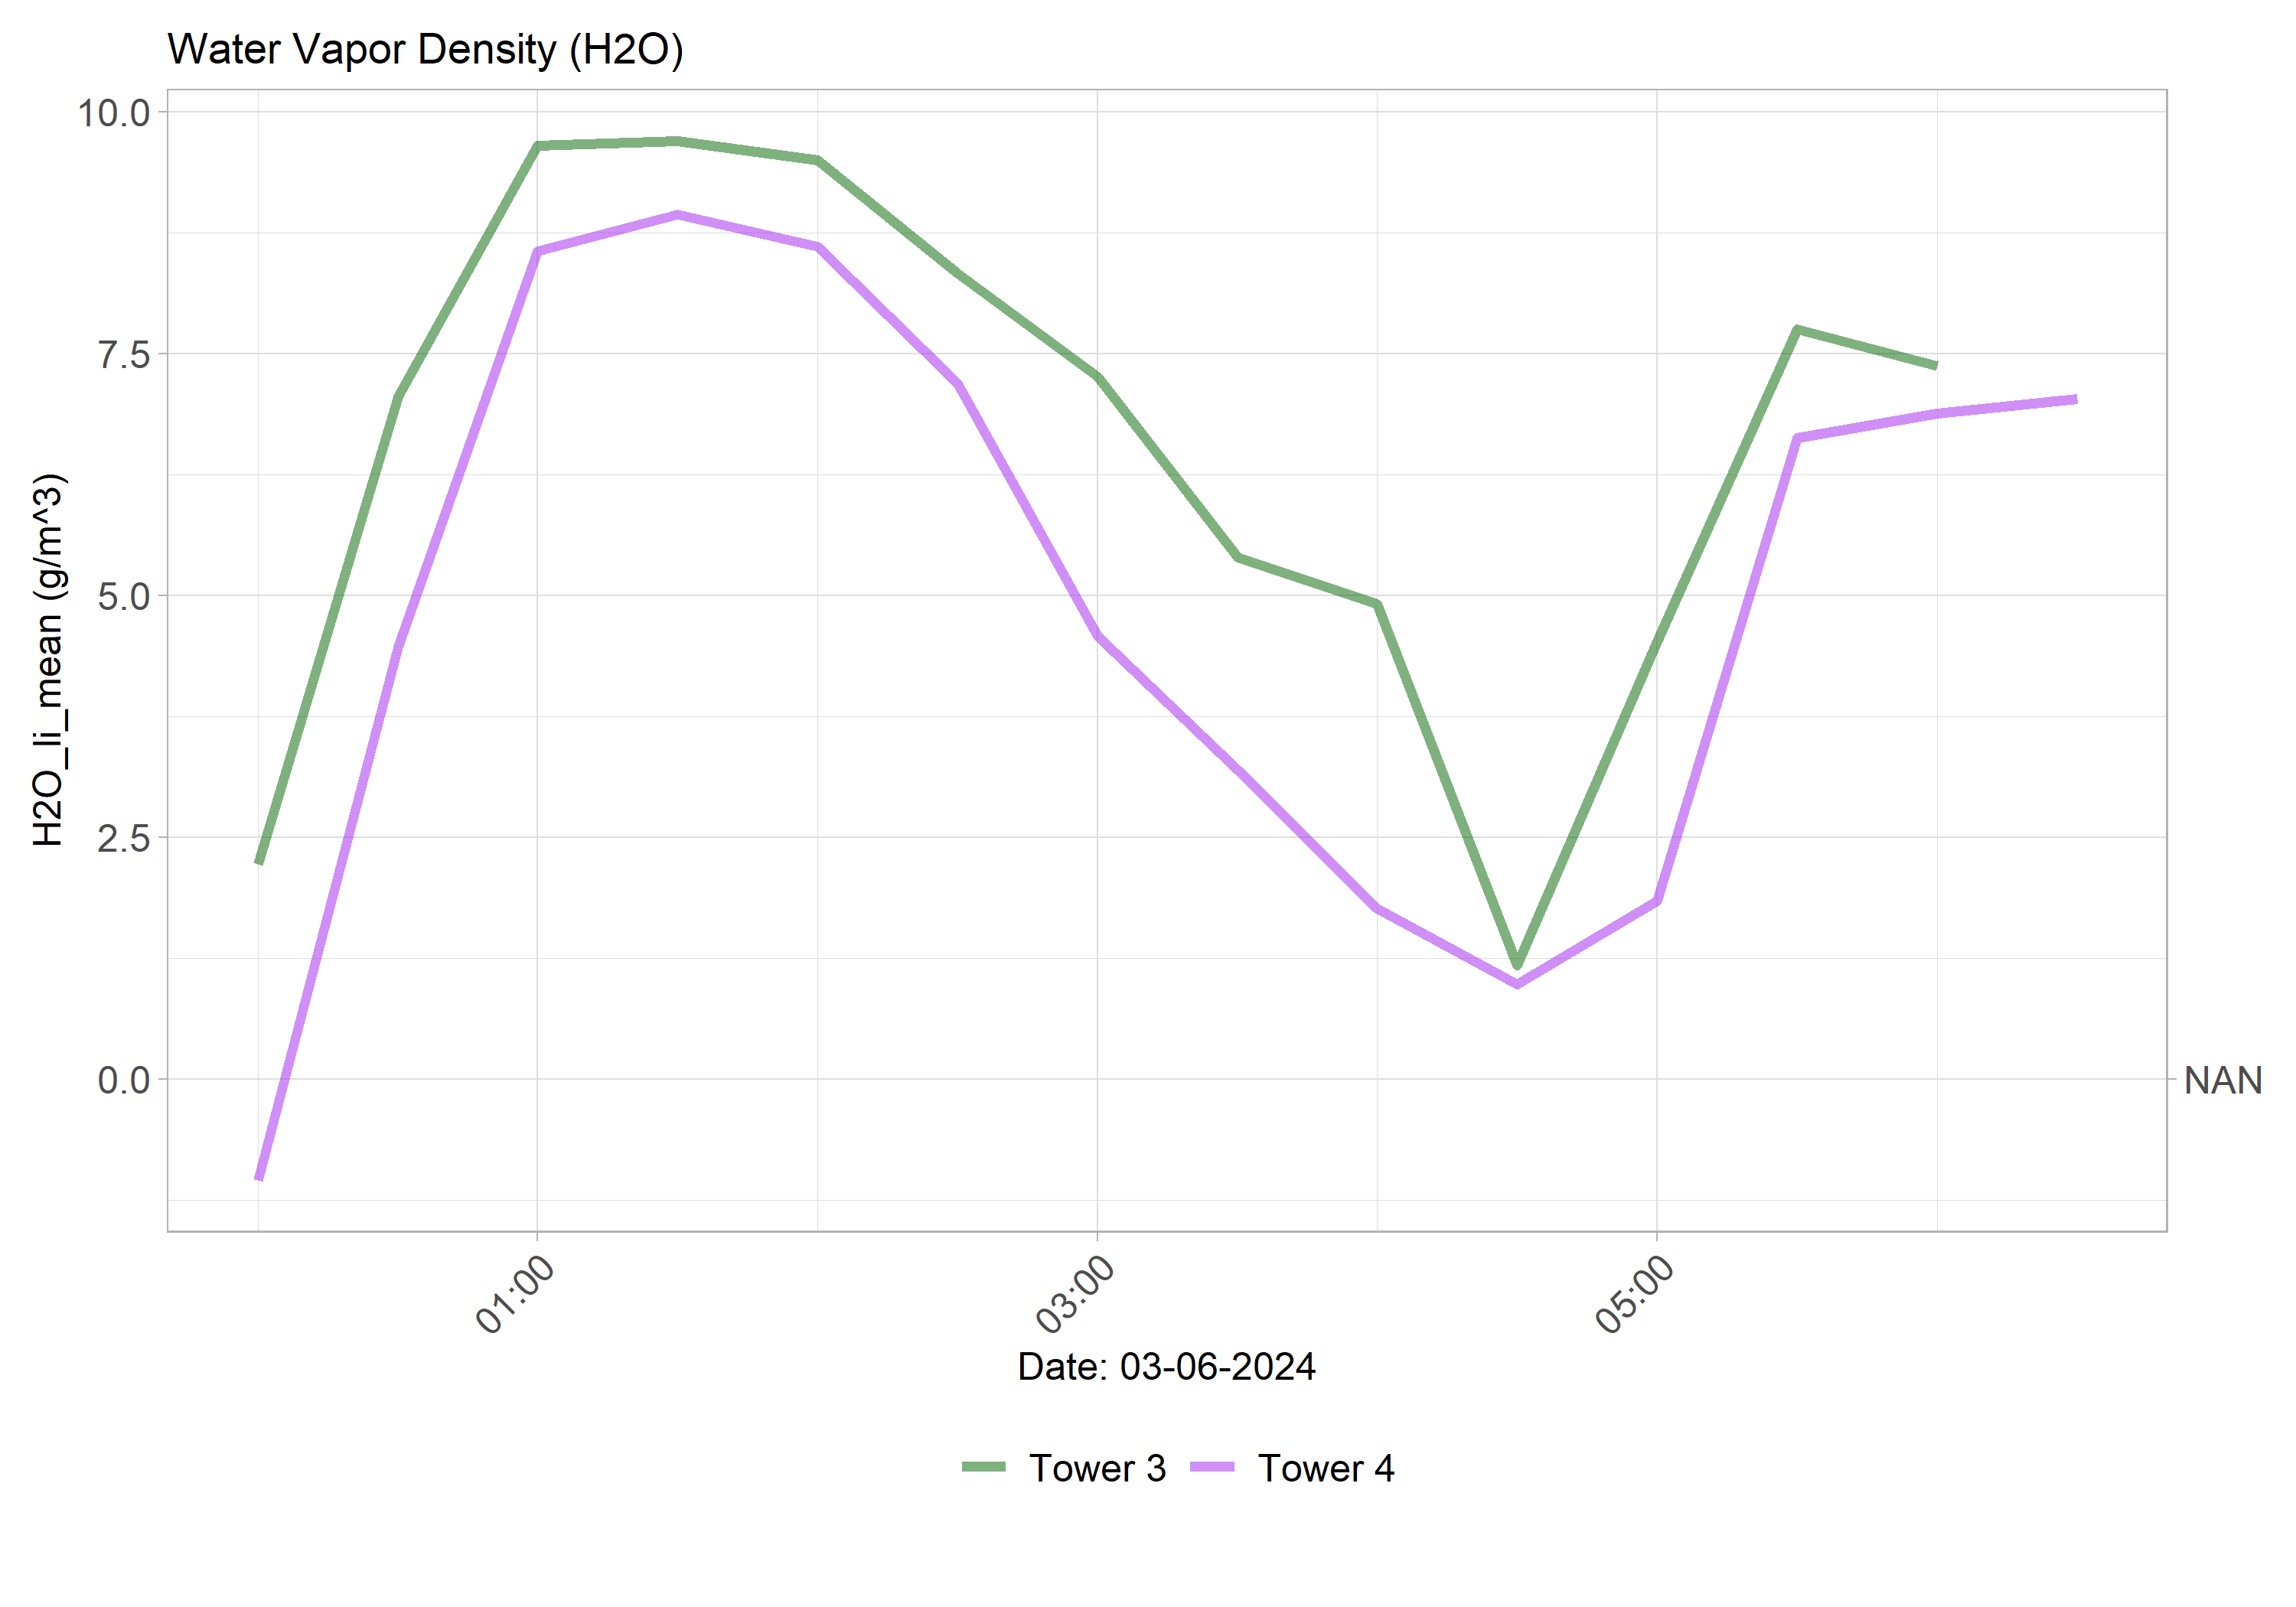 Water Vapor Density (H2O)
H2O_li_mean (g/m^3)
10.0
7.5
5.0
2.5
0.0
NAN
01:00
03:00
05:00
Date: 03-06-2024
Tower 3
Tower 4